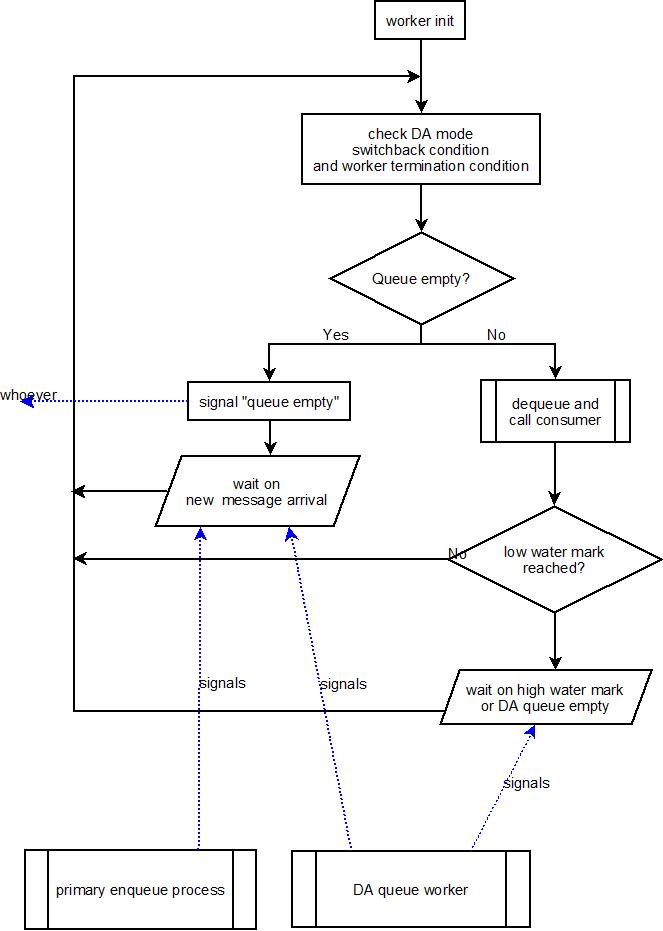 worker init
check DA mode
switchback condition
and worker termination condition
Queue empty?
Yes
No
whoever
signal "queue empty"
dequeue and
call consumer
wait on
new message arrival
No
low water mark
reached?
signals
signals
wait on high water mark
or DA queue empty
signals
primary enqueue process
DA queue worker